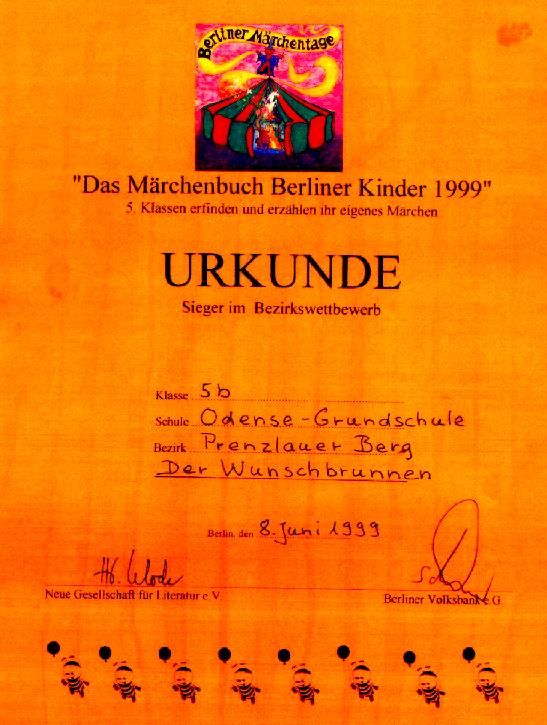 Berliner Märchentage
"Das Märchenbuch Berliner Kinder 1999"
5. Klassen erfinden und erzählen ihr eigenes Märchen
URKUNDE
Sieger im Bezirkswettbewerb
Klasse 5b
Schule Odense-Grundschule
Bezirk Prenzlauer Berg
Der Wunschbrunnen
Berlin, den 8. Juni 1999
Neue Gesellschaft für Literatur e.V. Berliner Volksbank e.G.